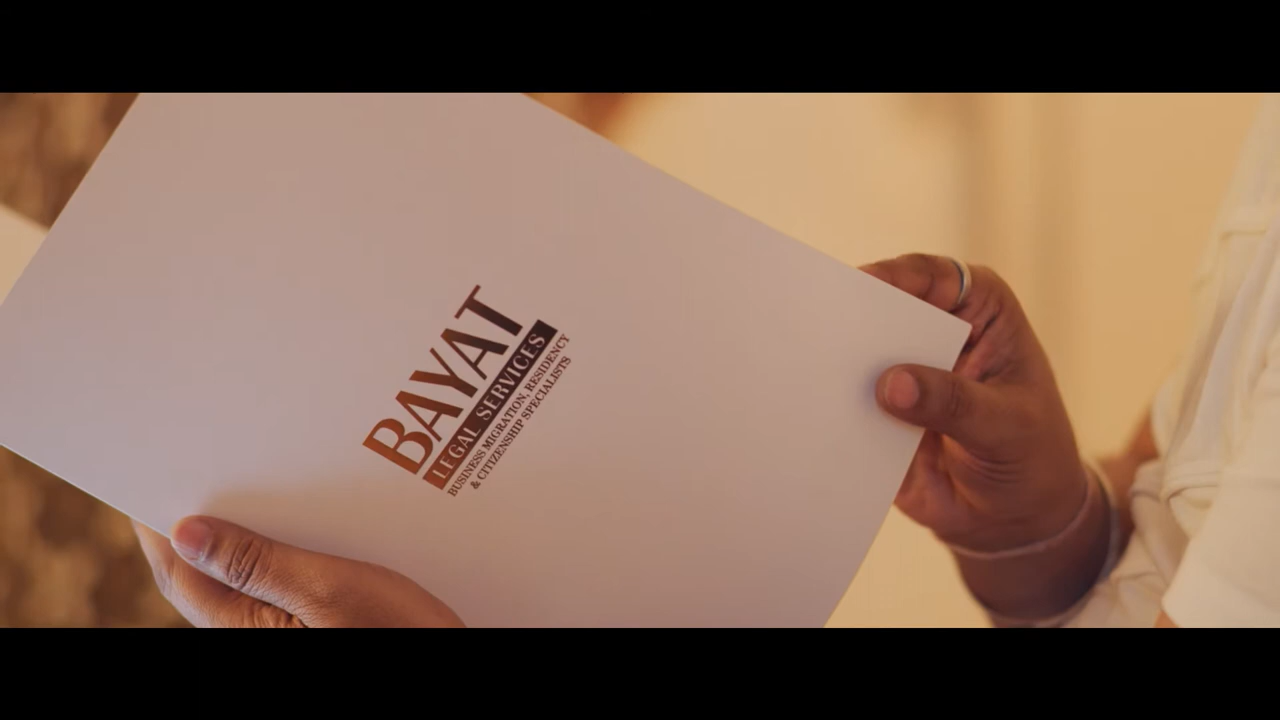 BAYAT
LEGAL SERVICES
BUSINESS MIGRATION, RESIDENCY
& CITIZENSHIP SPECIALISTS